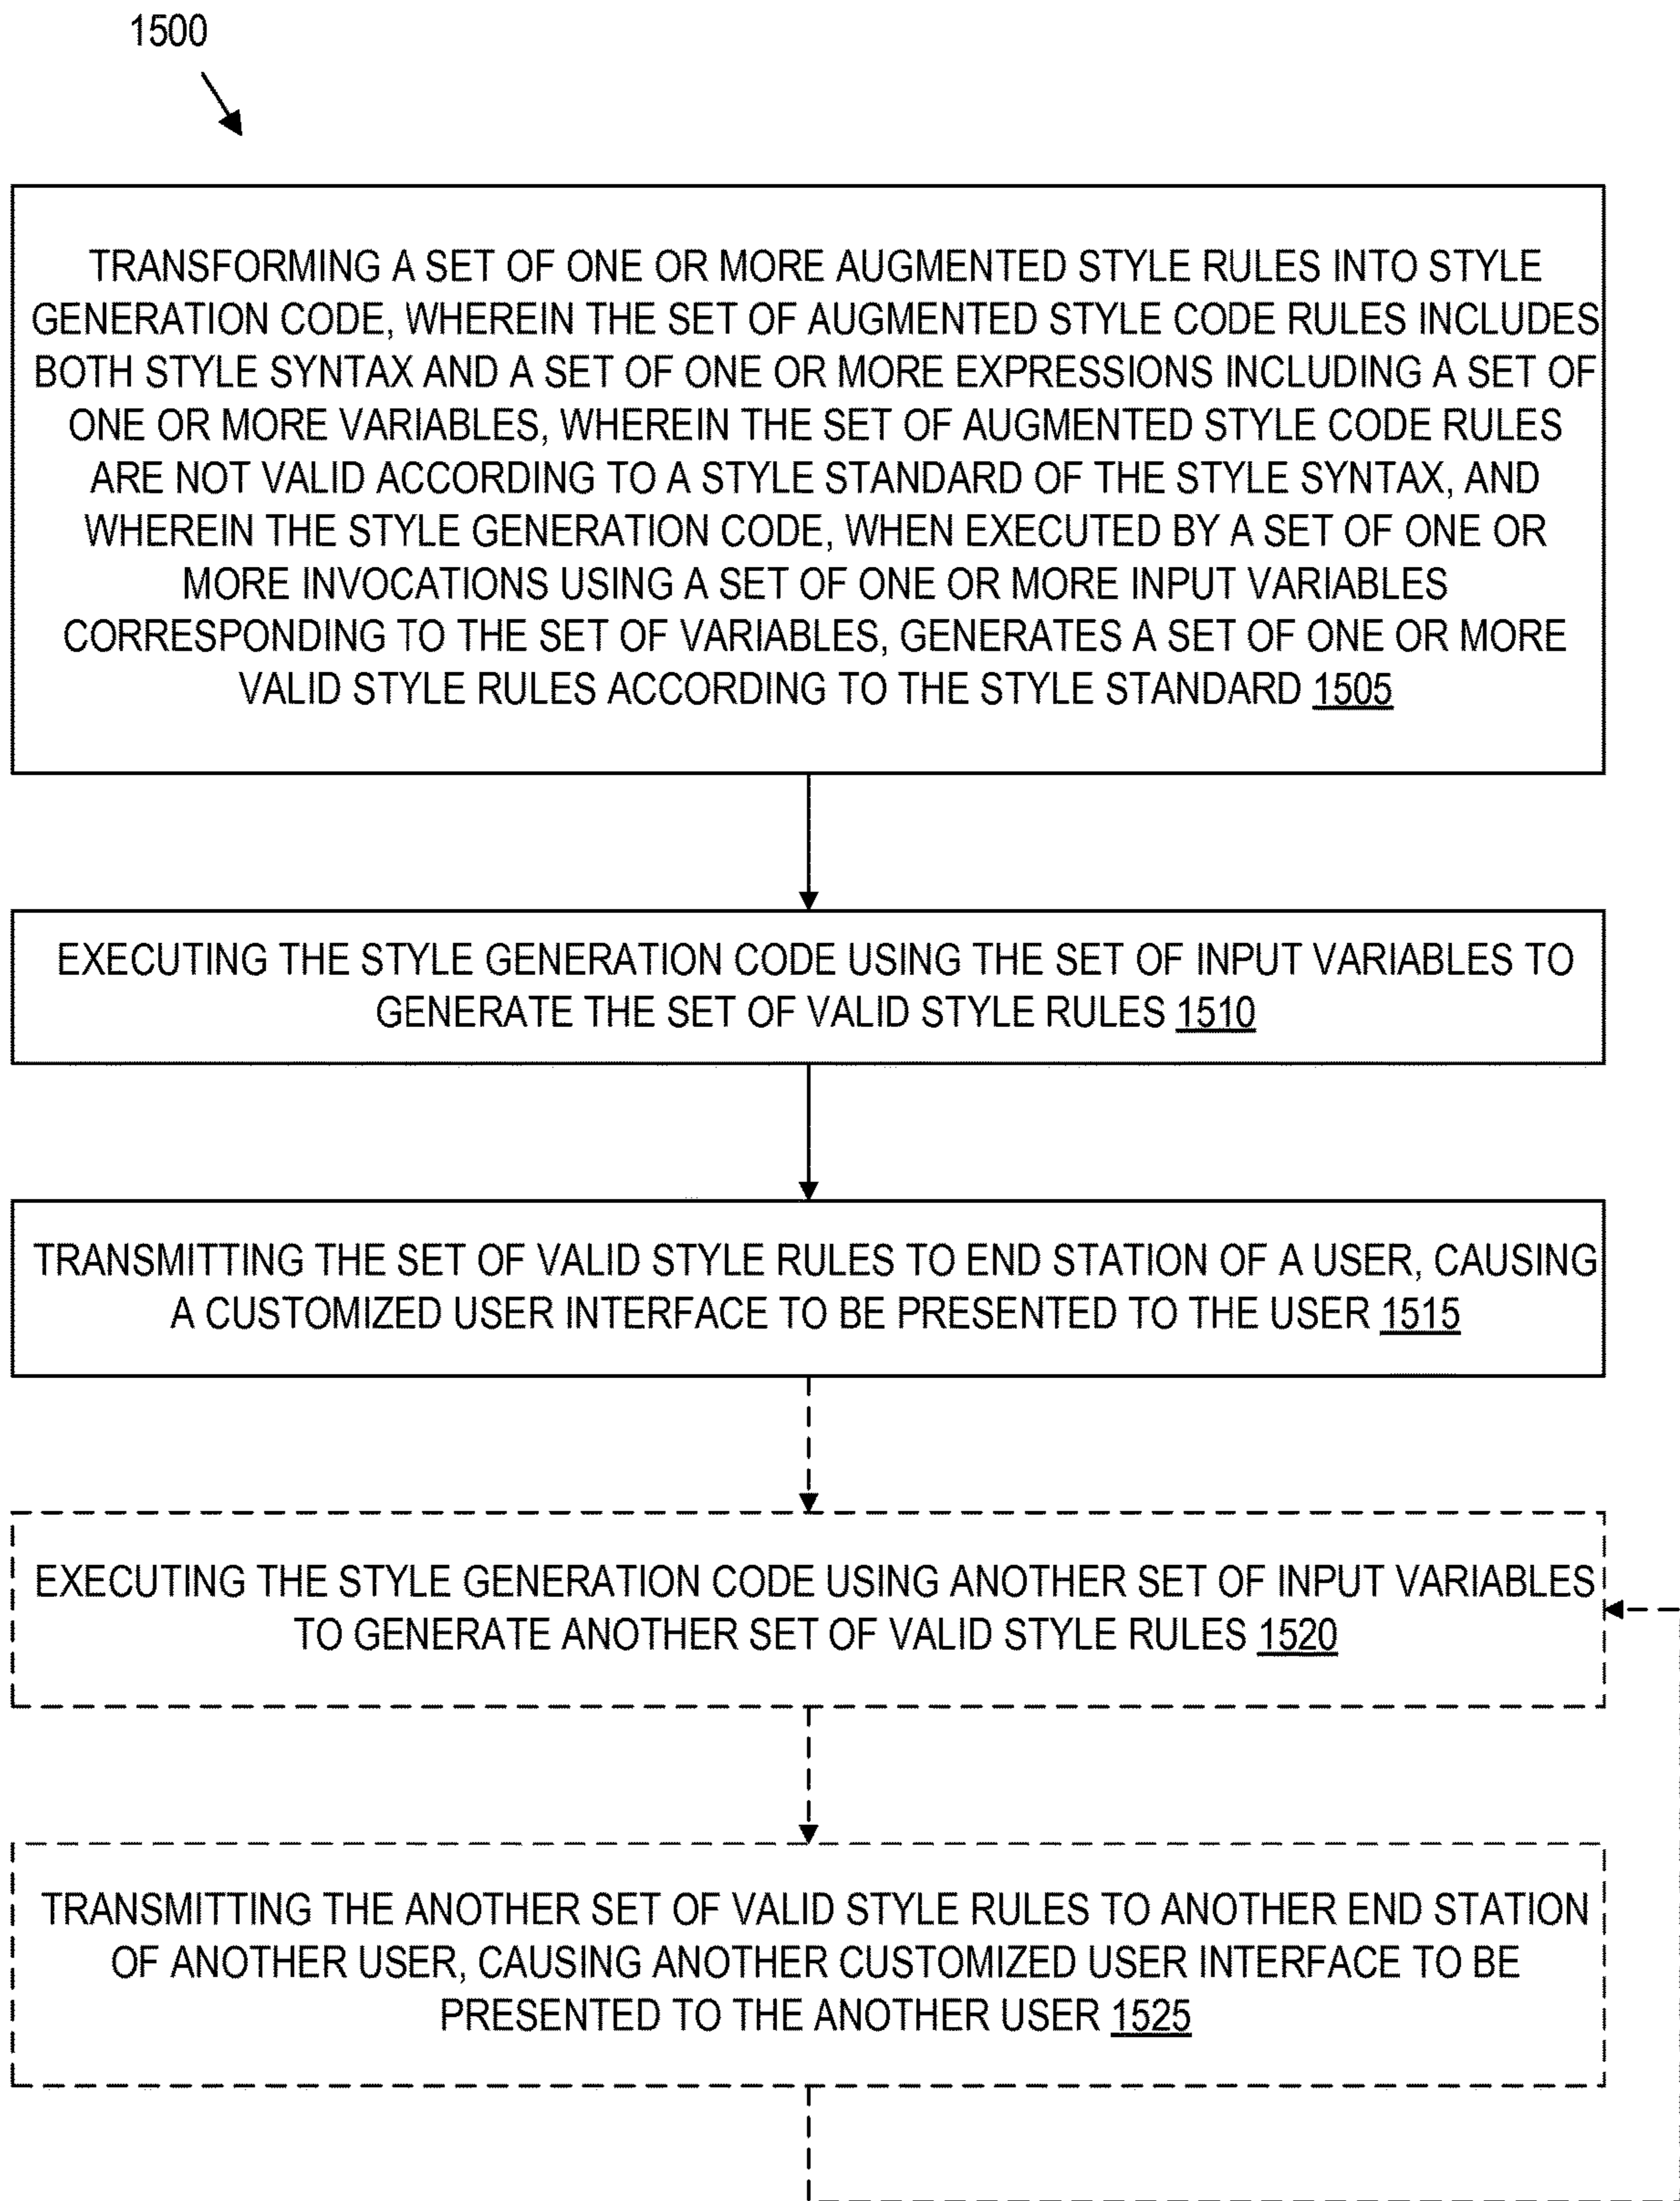 1500
TRANSFORMING A SET OF ONE OR MORE AUGMENTED STYLE RULES INTO STYLE
GENERATION CODE, WHEREIN THE SET OF AUGMENTED STYLE CODE RULES INCLUDES
BOTH STYLE SYNTAX AND A SET OF ONE OR MORE EXPRESSIONS INCLUDING A SET OF
ONE OR MORE VARIABLES, WHEREIN THE SET OF AUGMENTED STYLE CODE RULES
ARE NOT VALID ACCORDING TO A STYLE STANDARD OF THE STYLE SYNTAX, AND
WHEREIN THE STYLE GENERATION CODE, WHEN EXECUTED BY A SET OF ONE OR
MORE INVOCATIONS USING A SET OF ONE OR MORE INPUT VARIABLES
CORRESPONDING TO THE SET OF VARIABLES, GENERATES A SET OF ONE OR MORE
VALID STYLE RULES ACCORDING TO THE STYLE STANDARD 1505
EXECUTING THE STYLE GENERATION CODE USING THE SET OF INPUT VARIABLES TO
GENERATE THE SET OF VALID STYLE RULES 1510
TRANSMITTING THE SET OF VALID STYLE RULES TO END STATION OF A USER, CAUSING
A CUSTOMIZED USER INTERFACE TO BE PRESENTED TO THE USER 1515
EXECUTING THE STYLE GENERATION CODE USING ANOTHER SET OF INPUT VARIABLES
TO GENERATE ANOTHER SET OF VALID STYLE RULES 1520
TRANSMITTING THE ANOTHER SET OF VALID STYLE RULES TO ANOTHER END STATION
OF ANOTHER USER, CAUSING ANOTHER CUSTOMIZED USER INTERFACE TO BE
PRESENTED TO THE ANOTHER USER 1525